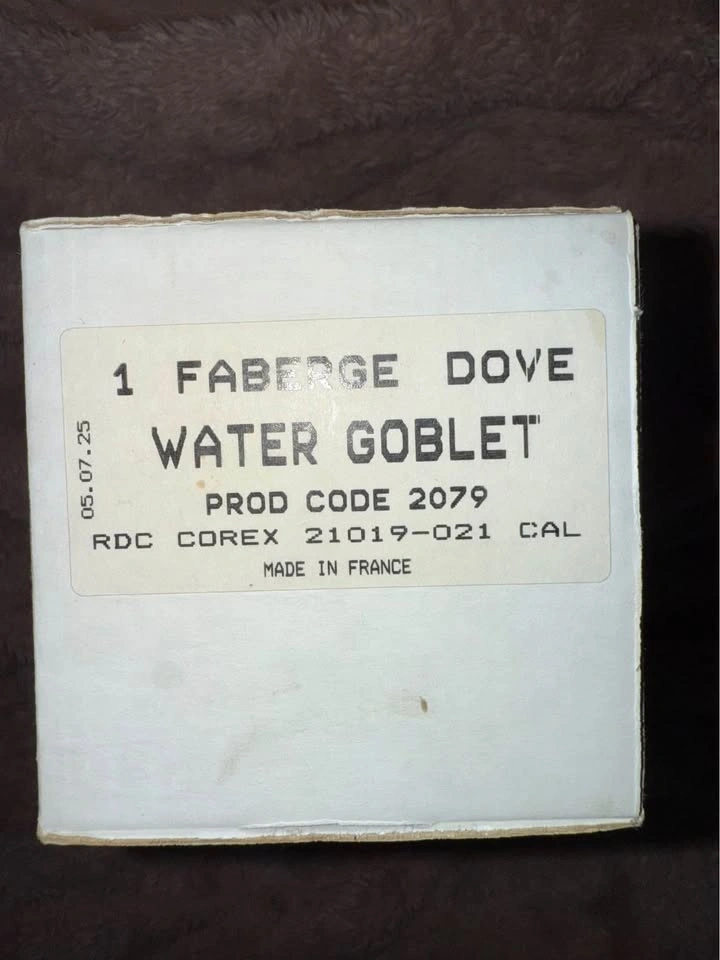 1 FABERGE DOVE
WATER GOBLET
PROD CODE 2079
RDC COREX 21019-021 CAL
MADE IN FRANCE
05.07.25